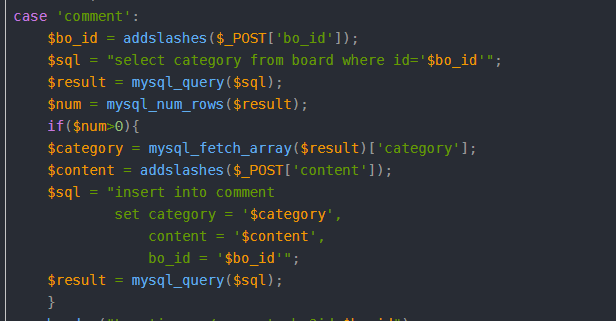 case 'comment':
$bo_id = addslashes($_POST['bo_id']);
$sql = "select category from board where id='$bo_id'";
$result = mysql_query($sql);
$num = mysql_num_rows($result);
if($num>0){
$category = mysql_fetch_array($result)['category'];
$content = addslashes($_POST['content']);
$sql = "insert into comment
set category = '$category',
content = '$content',
bo_id = '$bo_id'";
$result = mysql_query($sql);
}